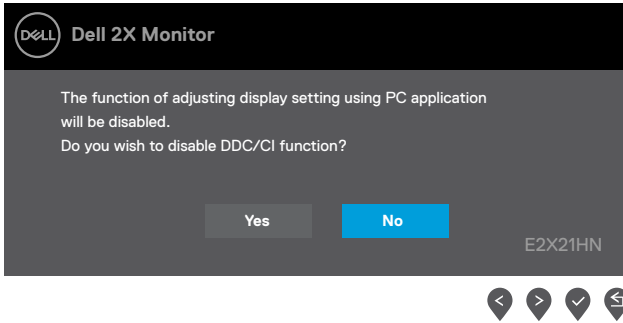 DELL Dell 2X Monitor
The function of adjusting display setting using PC application
will be disabled.
Do you wish to disable DDC/CI function?
Yes No
E2X21HN